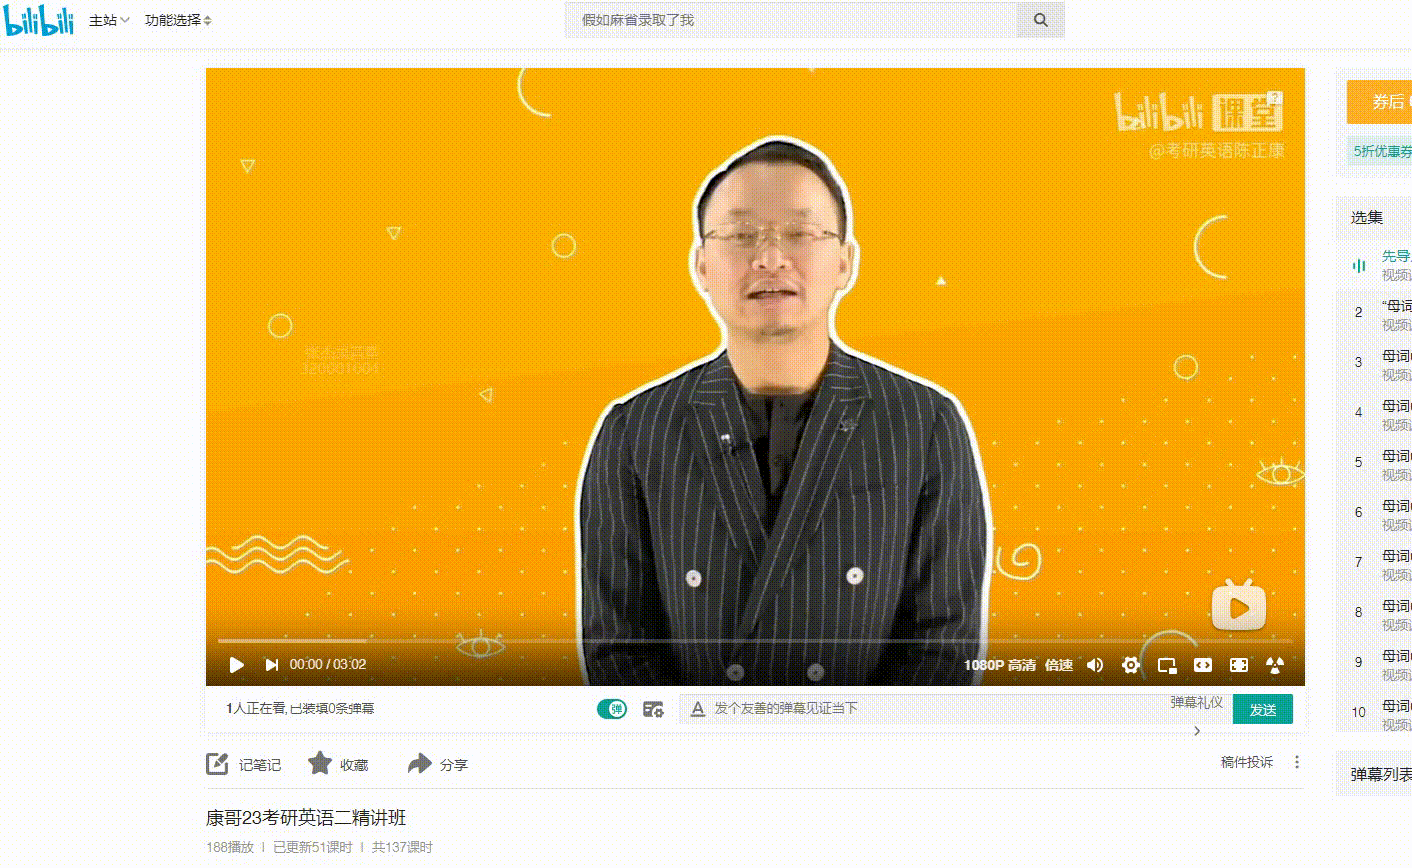 bilibili 主站 功能选择
假如麻省录取了我
bilibili 课堂
@考研英语陈正康
00:00 / 03:02
1080P 高清 倍速
1人正在看,已装填0条弹幕
弹
发个友善的弹幕见证当下
弹幕礼仪
发送
记笔记
收藏
分享
稿件投诉
康哥23考研英语二精讲班
188播放 | 已更新51课时 | 共137课时
券后
5折优惠券
选集
先导
视频
2 “母词
视频
3 母词
视频
4 母词
视频
5 母词
视频
6 母词
视频
7 母词
视频
8 母词
视频
9 母词
视频
10 母词
视频
弹幕列表